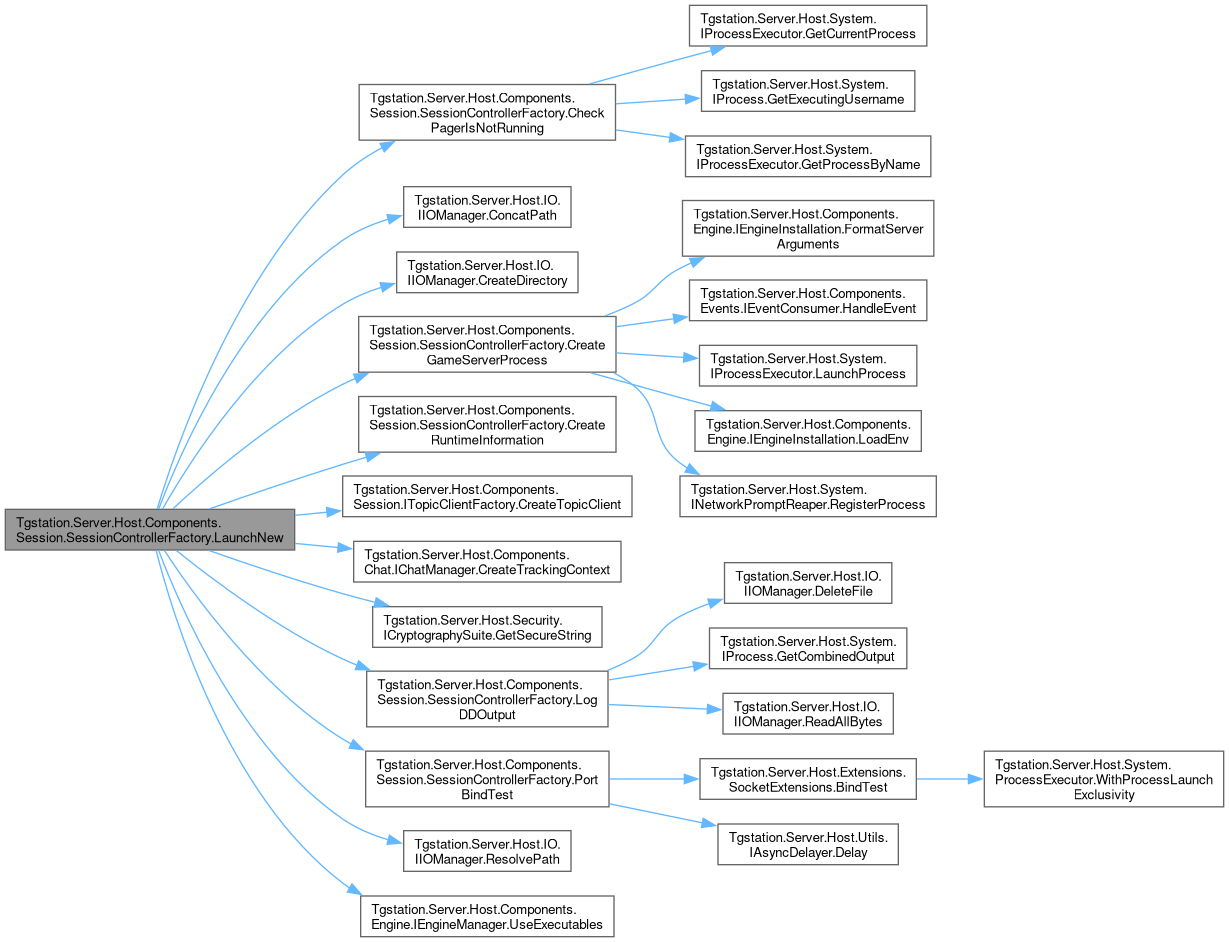 Tgstation.Server.Host.Components.
Session.SessionControllerFactory.LaunchNew
Tgstation.Server.Host.Components.
Session.SessionControllerFactory.Check
PagerIsNotRunning
Tgstation.Server.Host.System.
IProcessExecutor.GetCurrentProcess
Tgstation.Server.Host.System.
IProcess.GetExecutingUsername
Tgstation.Server.Host.System.
IProcessExecutor.GetProcessByName
Tgstation.Server.Host.IO.
IIOManager.ConcatPath
Tgstation.Server.Host.IO.
IIOManager.CreateDirectory
Tgstation.Server.Host.Components.
Session.SessionControllerFactory.Create
GameServerProcess
Tgstation.Server.Host.Components.
Engine.IEngineInstallation.FormatServer
Arguments
Tgstation.Server.Host.Components.
Events.IEventConsumer.HandleEvent
Tgstation.Server.Host.System.
IProcessExecutor.LaunchProcess
Tgstation.Server.Host.Components.
Engine.IEngineInstallation.LoadEnv
Tgstation.Server.Host.System.
INetworkPromptReaper.RegisterProcess
Tgstation.Server.Host.Components.
Session.SessionControllerFactory.Create
RuntimeInformation
Tgstation.Server.Host.Components.
Session.ITopicClientFactory.CreateTopicClient
Tgstation.Server.Host.Components.
Chat.IChatManager.CreateTrackingContext
Tgstation.Server.Host.Security.
ICryptographySuite.GetSecureString
Tgstation.Server.Host.Components.
Session.SessionControllerFactory.Log
DDOutput
Tgstation.Server.Host.IO.
IIOManager.DeleteFile
Tgstation.Server.Host.System.
IProcess.GetCombinedOutput
Tgstation.Server.Host.IO.
IIOManager.ReadAllBytes
Tgstation.Server.Host.Components.
Session.SessionControllerFactory.Port
BindTest
Tgstation.Server.Host.Extensions.
SocketExtensions.BindTest
Tgstation.Server.Host.System.
ProcessExecutor.WithProcessLaunch
Exclusivity
Tgstation.Server.Host.Utils.
IAsyncDelayer.Delay
Tgstation.Server.Host.IO.
IIOManager.ResolvePath
Tgstation.Server.Host.Components.
Engine.IEngineManager.UseExecutables